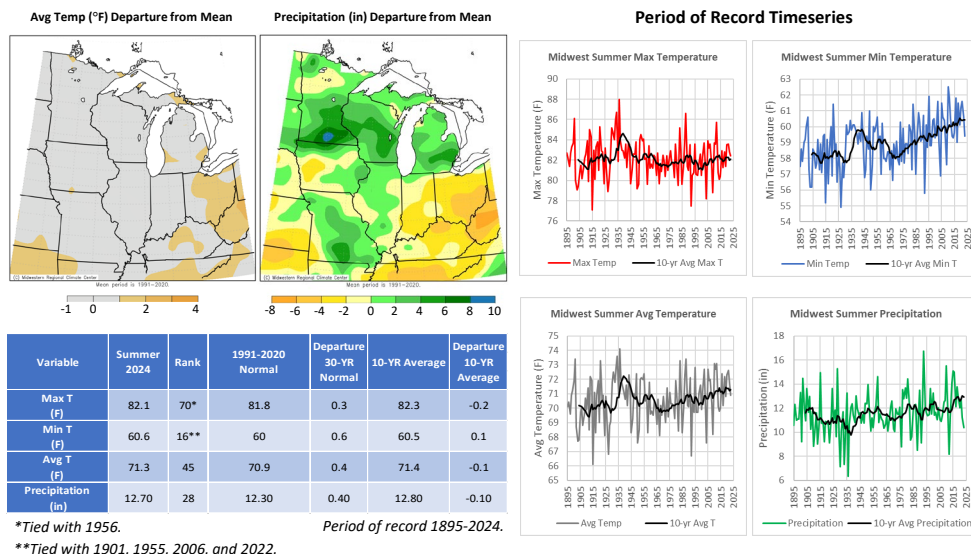 Avg Temp (°F) Departure from Mean
Precipitation (in) Departure from Mean
Period of Record Timeseries
(C) Midwestern Regional Climate Center
Mean period is 1991-2020.
-1 0 2 4
(C) Midwestern Regional Climate Center
Mean period is 1991-2020.
-8 -6 -4 -2 0 2 4 6 8 10
Midwest Summer Max Temperature
Max Temperature (F)
90
88
86
84
82
80
78
76
1895 1905 1915 1925 1935 1945 1955 1965 1975 1985 1995 2005 2015 2025
Max Temp 10-yr Avg Max T
Midwest Summer Min Temperature
Min Temperature (F)
63
62
61
60
59
58
57
56
55
54
1895 1905 1915 1925 1935 1945 1955 1965 1975 1985 1995 2005 2015 2025
Min Temp 10-yr Avg Min T
Midwest Summer Avg Temperature
Avg Temperature (F)
75
74
73
72
71
70
69
68
67
66
65
1895 1905 1915 1925 1935 1945 1955 1965 1975 1985 1995 2005 2015 2025
Avg Temp 10-yr Avg T
Midwest Summer Precipitation
Precipitation (in)
18
16
14
12
10
8
6
1895 1905 1915 1925 1935 1945 1955 1965 1975 1985 1995 2005 2015 2025
Precipitation 10-yr Avg Precipitation
Variable Summer 2024 Rank 1991-2020 Normal Departure 30-YR Normal 10-YR Average Departure 10-YR Average
Max T (F) 82.1 70* 81.8 0.3 82.3 -0.2
Min T (F) 60.6 16** 60 0.6 60.5 0.1
Avg T (F) 71.3 45 70.9 0.4 71.4 -0.1
Precipitation (in) 12.70 28 12.30 0.40 12.80 -0.10
*Tied with 1956. Period of record 1895-2024.
**Tied with 1901, 1955, 2006, and 2022.